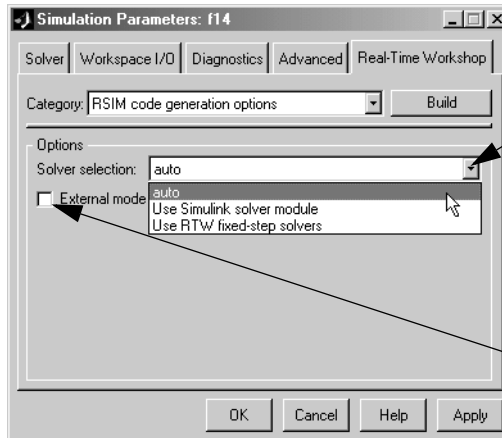 Simulation Parameters: f14
Solver Workspace I/O Diagnostics Advanced Real-Time Workshop
Category: RSIM code generation options Build
Options
Solver selection: auto
External mode auto
Use Simulink solver module
Use RTW fixed-step solvers
OK Cancel Help Apply